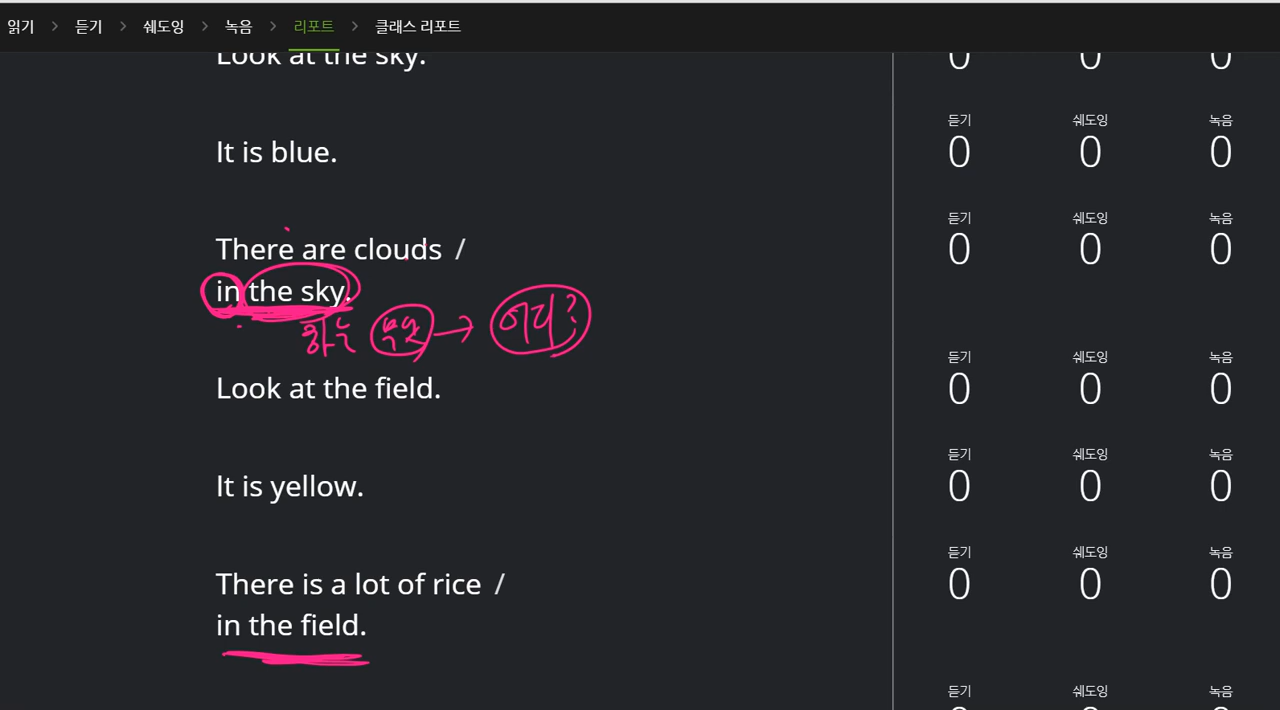 읽기 > 듣기 > 쉐도잉 > 녹음 > 리포트 > 클래스 리포트
Look at the sky.
0 0 0
듣기 쉐도잉 녹음
It is blue.
0 0 0
듣기 쉐도잉 녹음
There are clouds /
0 0 0
in the sky.
하늘 → 어디?
듣기 쉐도잉 녹음
Look at the field.
0 0 0
듣기 쉐도잉 녹음
It is yellow.
0 0 0
듣기 쉐도잉 녹음
There is a lot of rice /
0 0 0
in the field.
듣기 쉐도잉 녹음